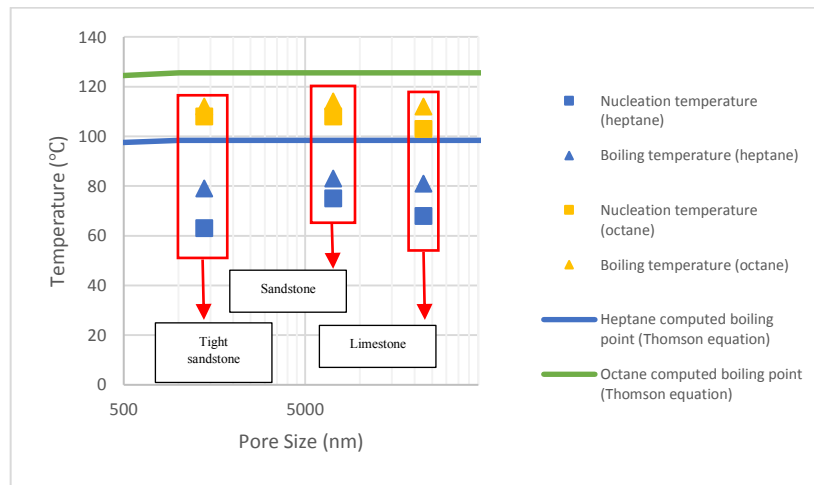 140
120
100
80
60
40
20
0
Temperature (°C)
500
5000
Pore Size (nm)
Tight
sandstone
Sandstone
Limestone
Nucleation temperature
(heptane)
Boiling temperature (heptane)
Nucleation temperature
(octane)
Boiling temperature (octane)
Heptane computed boiling
point (Thomson equation)
Octane computed boiling point
(Thomson equation)